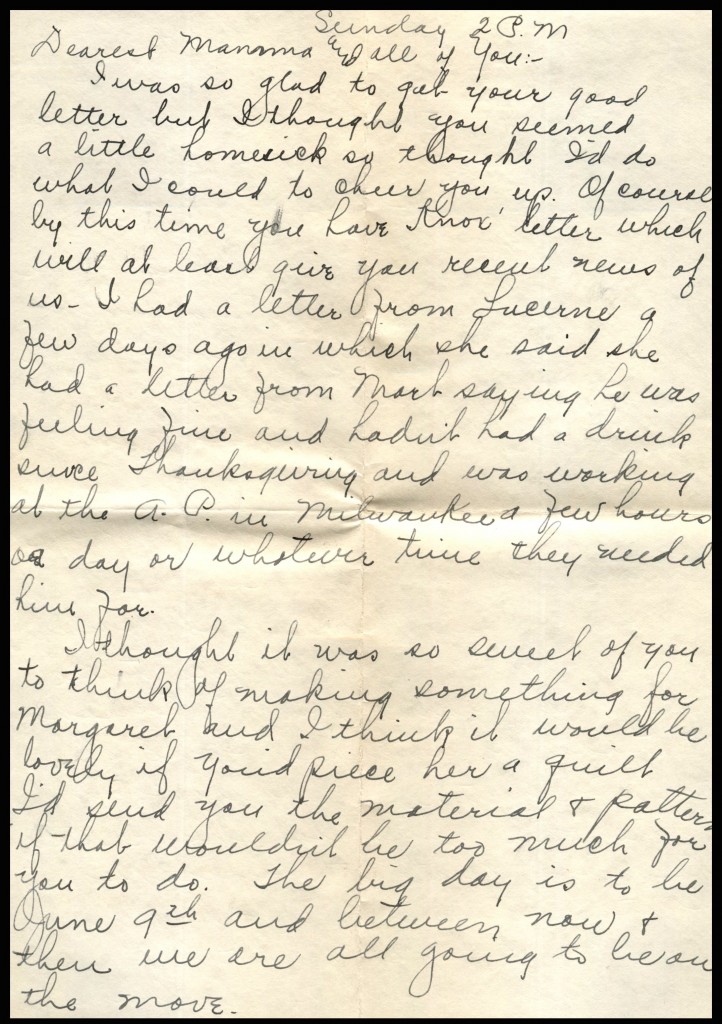 Sunday 2 P.M
Dearest Mamma and all of You:-
I was so glad to get your good
letter but I thought you seemed
a little homesick so thought I'd do
what I could to cheer you up. Of course
by this time you have Knox' letter which
will at least give you recent news of
us - I had a letter from Lucerne a
few days ago in which she said she
had a letter from Mort saying he was
feeling fine and hadn't had a drink
since Thanksgiving and was working
at the A. P. in Milwaukee a few hours
a day or whatever time they needed
him for.
I thought it was so sweet of you
to think of making something for
Margaret and I think it would be
lovely if you'd piece her a quilt
I'd send you the material & pattern
if that wouldn't be too much for
you to do. The big day is to be
June 9th and between now &
then we are all going to be on
the move.